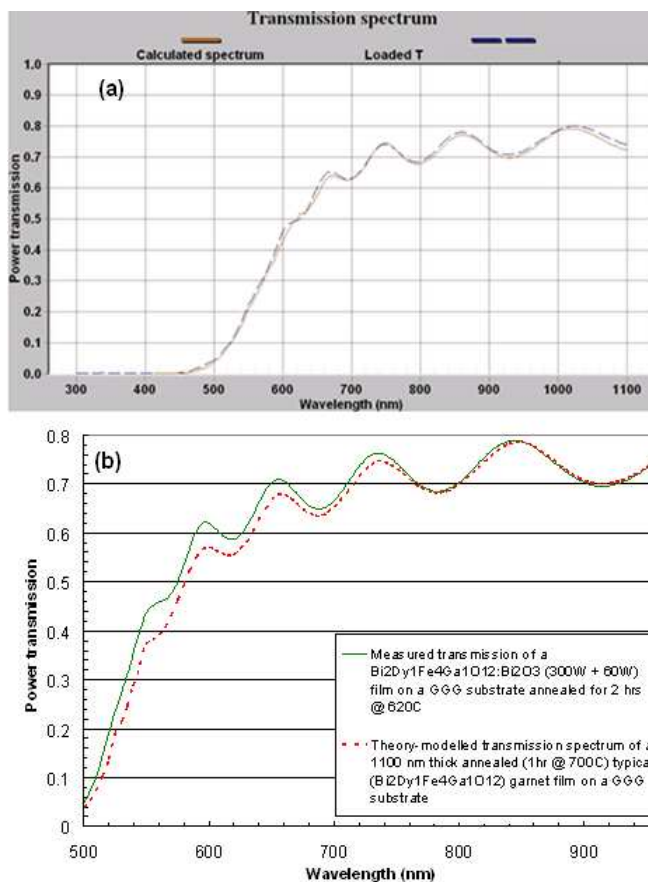 Transmission spectrum
Calculated spectrum Loaded T
(a)
1.0
0.9
0.8
0.7
0.6
0.5
0.4
0.3
0.2
0.1
0.0
Power transmission
300 400 500 600 700 800 900 1000 1100
Wavelength (nm)
(b)
0.8
0.7
0.6
0.5
0.4
0.3
0.2
0.1
0
Power transmission
Measured transmission of a
Bi2Dy1Fe4Ga1O12:Bi2O3 (300W + 60W)
film on a GGG substrate annealed for 2 hrs
@ 620C
Theory-modelled transmission spectrum of a
1100 nm thick annealed (1hr @ 700C) typica
(Bi2Dy1Fe4Ga1O12) garnet film on a GGG
substrate
500 600 700 800 900
Wavelength (nm)